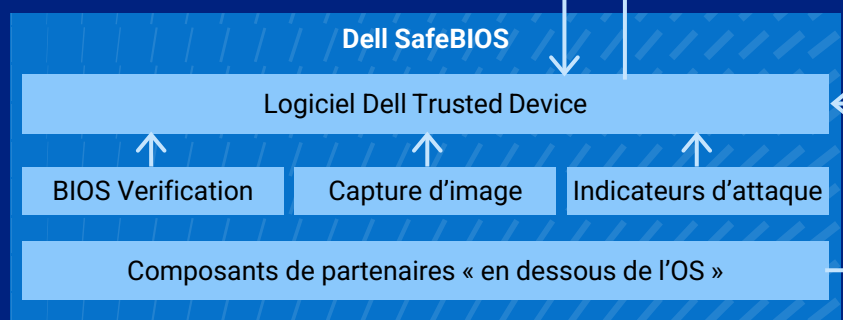 Dell SafeBIOS
Logiciel Dell Trusted Device
BIOS Verification
Capture d'image
Indicateurs d'attaque
Composants de partenaires « en dessous de l'OS »